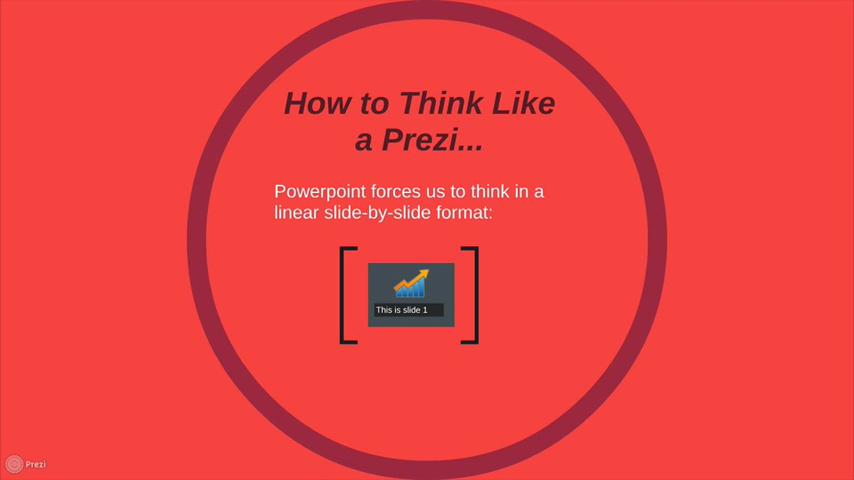 How to Think Like
a Prezi...
Powerpoint forces us to think in a
linear slide-by-slide format:
This is slide 1
Prezi